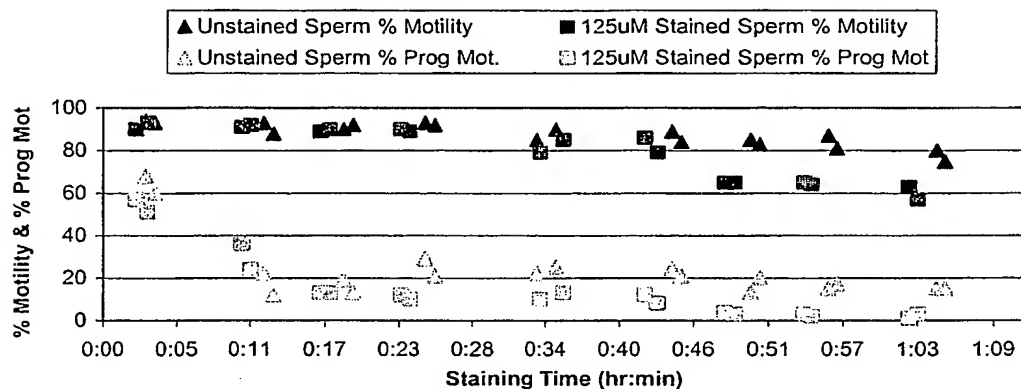 Unstained Sperm % Motility 125uM Stained Sperm % Motility
Unstained Sperm % Prog Mot. 125uM Stained Sperm % Prog Mot
% Motility & % Prog Mot
100
80
60
40
20
0
0:00 0:05 0:11 0:17 0:23 0:28 0:34 0:40 0:46 0:51 0:57 1:03 1:09
Staining Time (hr:min)